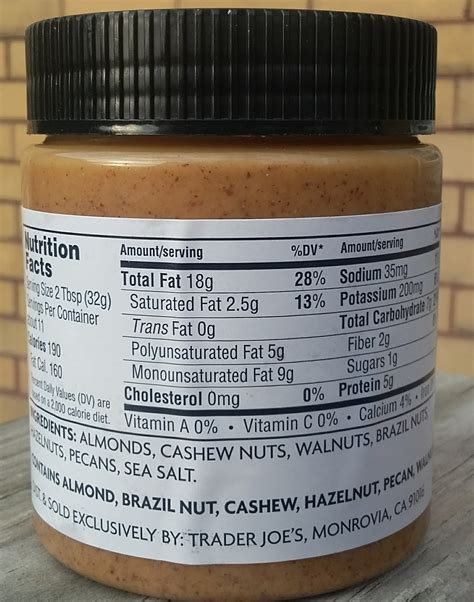 Nutrition
Facts
Serving Size 2 Tbsp (32g)
Servings Per Container
about 11
Calories 190
Fat Cal. 160
Percent Daily Values (DV) are
based on a 2,000 calorie diet.
Amount/serving %DV*
Total Fat 18g 28%
Saturated Fat 2.5g 13%
Trans Fat 0g
Polyunsaturated Fat 5g
Monounsaturated Fat 9g
Cholesterol 0mg 0%
Amount/serving
Sodium 35mg
Potassium 200mg
Total Carbohydrate 7g
Fiber 2g
Sugars 1g
Protein 5g
Vitamin A 0% • Vitamin C 0% • Calcium 4% •
INGREDIENTS: ALMONDS, CASHEW NUTS, WALNUTS, BRAZIL NUTS,
HAZELNUTS, PECANS, SEA SALT.
CONTAINS ALMOND, BRAZIL NUT, CASHEW, HAZELNUT, PECAN,
& SOLD EXCLUSIVELY BY: TRADER JOE'S, MONROVIA, CA